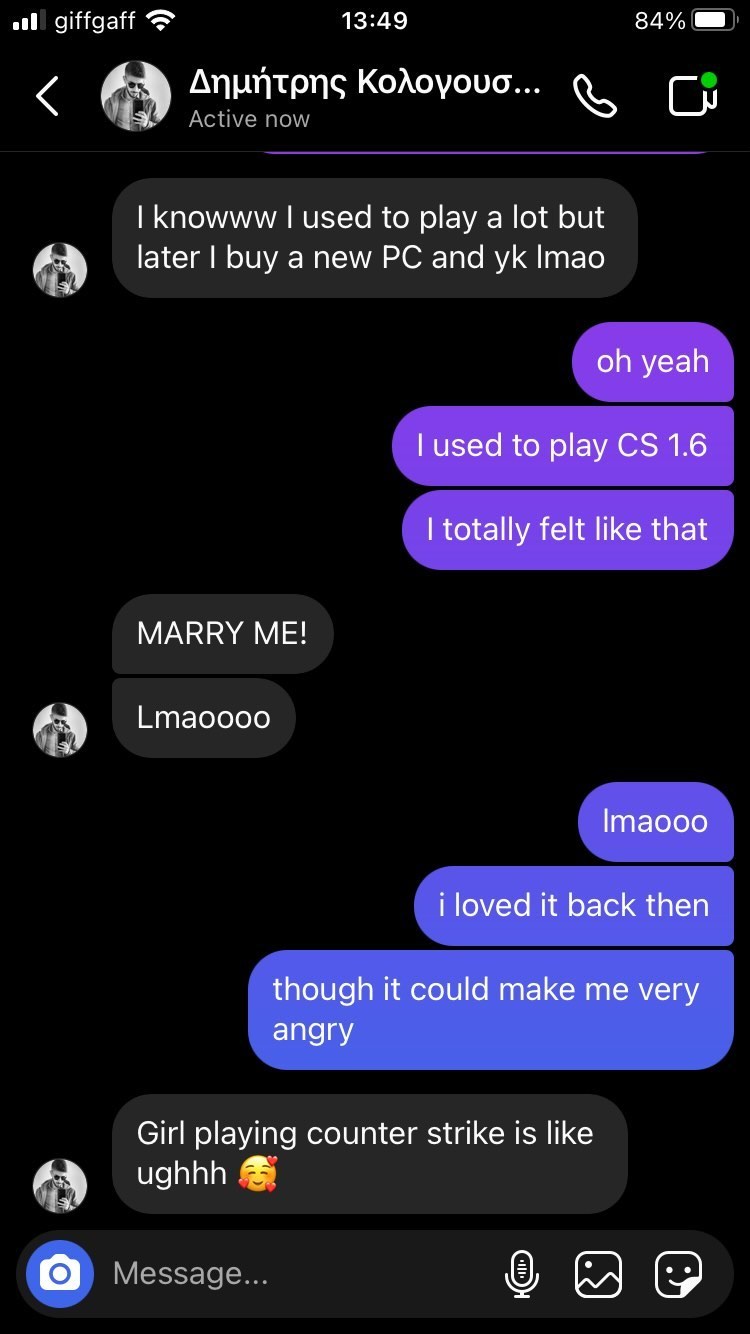 giffgaff 13:49 84%
Δημήτρης Κολογουσ...
Active now
I knowww I used to play a lot but
later I buy a new PC and yk lmao
oh yeah
I used to play CS 1.6
I totally felt like that
MARRY ME!
Lmaoooo
lmaooo
i loved it back then
though it could make me very
angry
Girl playing counter strike is like
ughhh 🥰
Message...